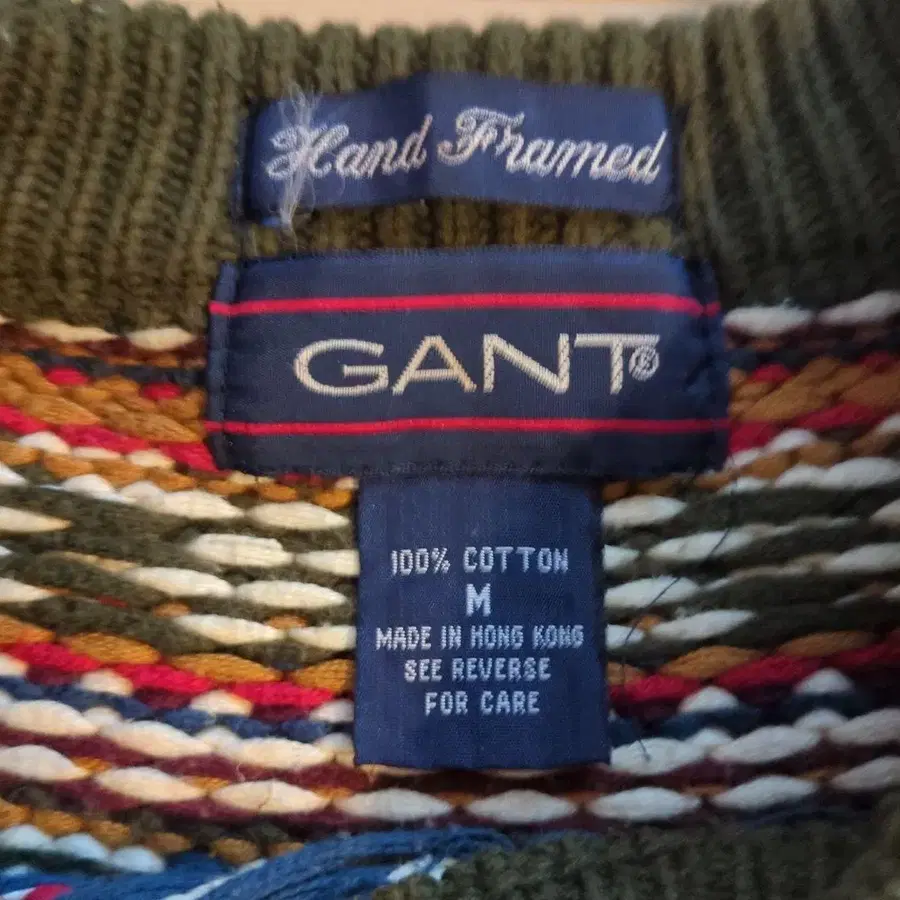 Hand Framed
GANT®
100% COTTON
M
MADE IN HONG KONG
SEE REVERSE
FOR CARE